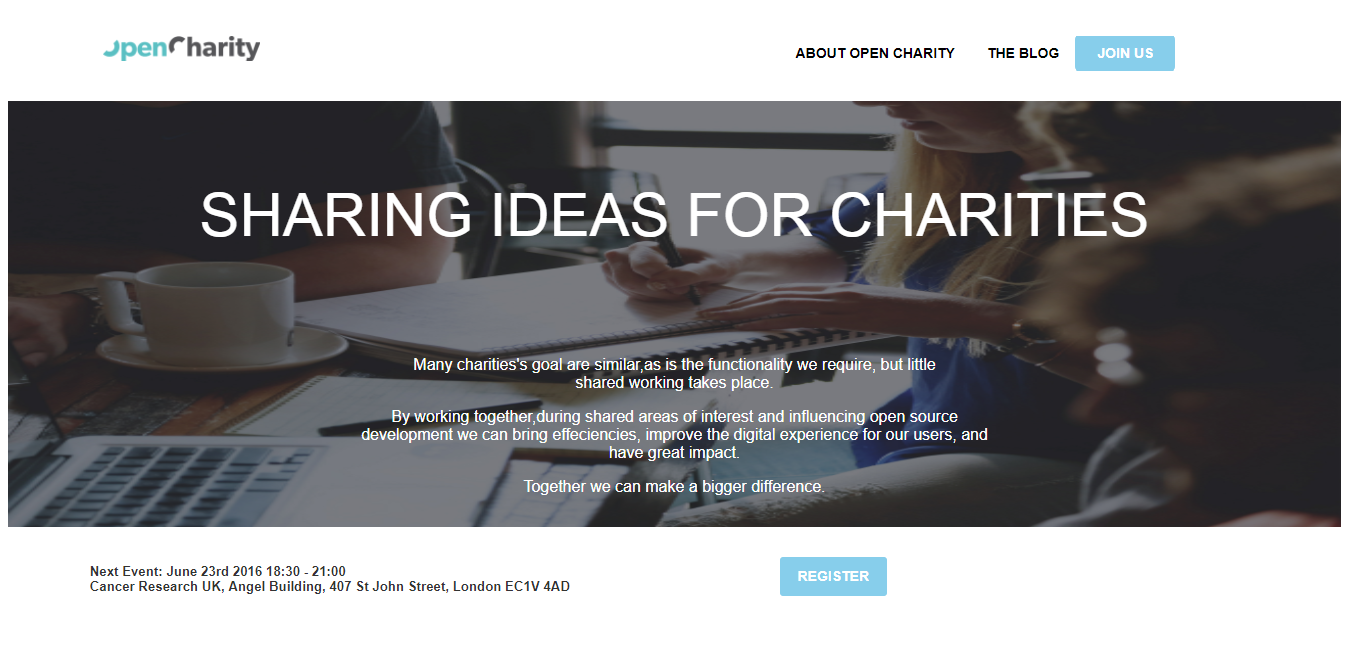 OpenCharity
ABOUT OPEN CHARITY
THE BLOG
JOIN US
SHARING IDEAS FOR CHARITIES
Many charities's goal are similar,as is the functionality we require, but little
shared working takes place.
By working together,during shared areas of interest and influencing open source
development we can bring effeciencies, improve the digital experience for our users, and
have great impact.
Together we can make a bigger difference.
Next Event: June 23rd 2016 18:30 - 21:00
Cancer Research UK, Angel Building, 407 St John Street, London EC1V 4AD
REGISTER